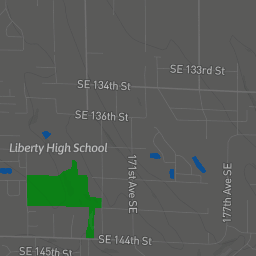 SE 133rd St
SE 134th St
SE 136th St
Liberty High School
171st Ave SE
177th Ave SE
SE 144th St
SE 145th St